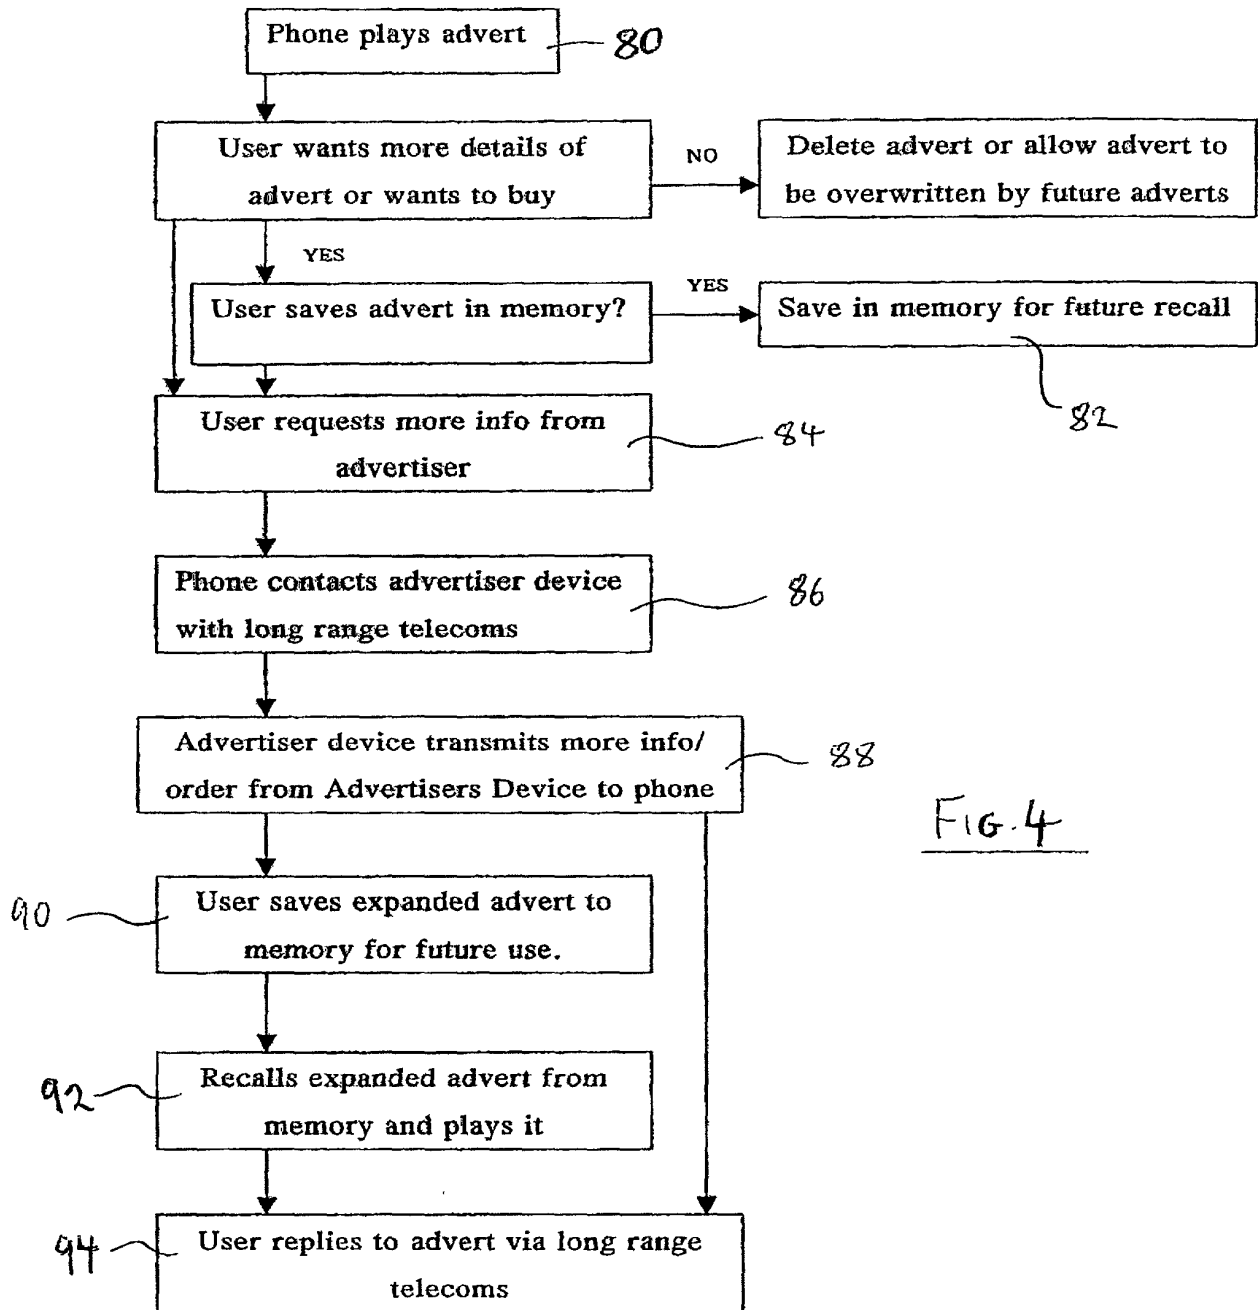 Phone plays advert
80
User wants more details of
advert or wants to buy
NO
Delete advert or allow advert to
be overwritten by future adverts
YES
User saves advert in memory?
YES
Save in memory for future recall
82
User requests more info from
advertiser
84
Phone contacts advertiser device
with long range telecoms
86
Advertiser device transmits more info/
order from Advertisers Device to phone
88
FIG.4
90
User saves expanded advert to
memory for future use.
92
Recalls expanded advert from
memory and plays it
94
User replies to advert via long range
telecoms